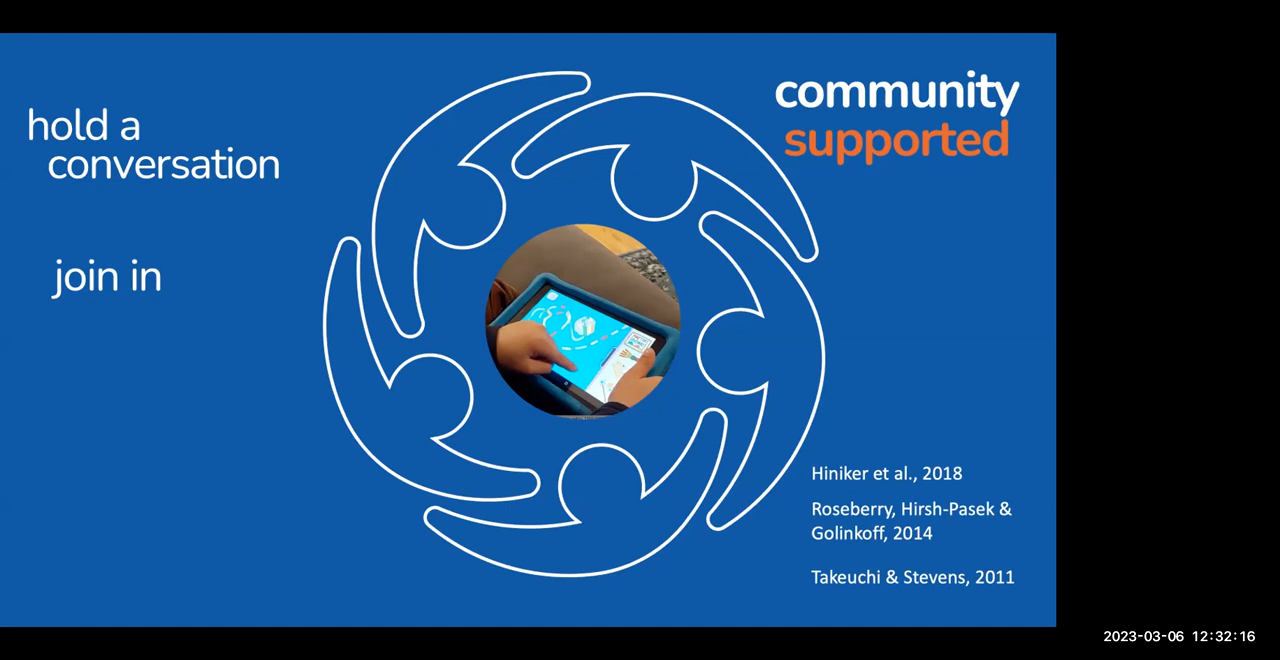 hold a
conversation
join in
community
supported
Hiniker et al., 2018
Roseberry, Hirsh-Pasek &
Golinkoff, 2014
Takeuchi & Stevens, 2011
2023-03-06 12:32:16